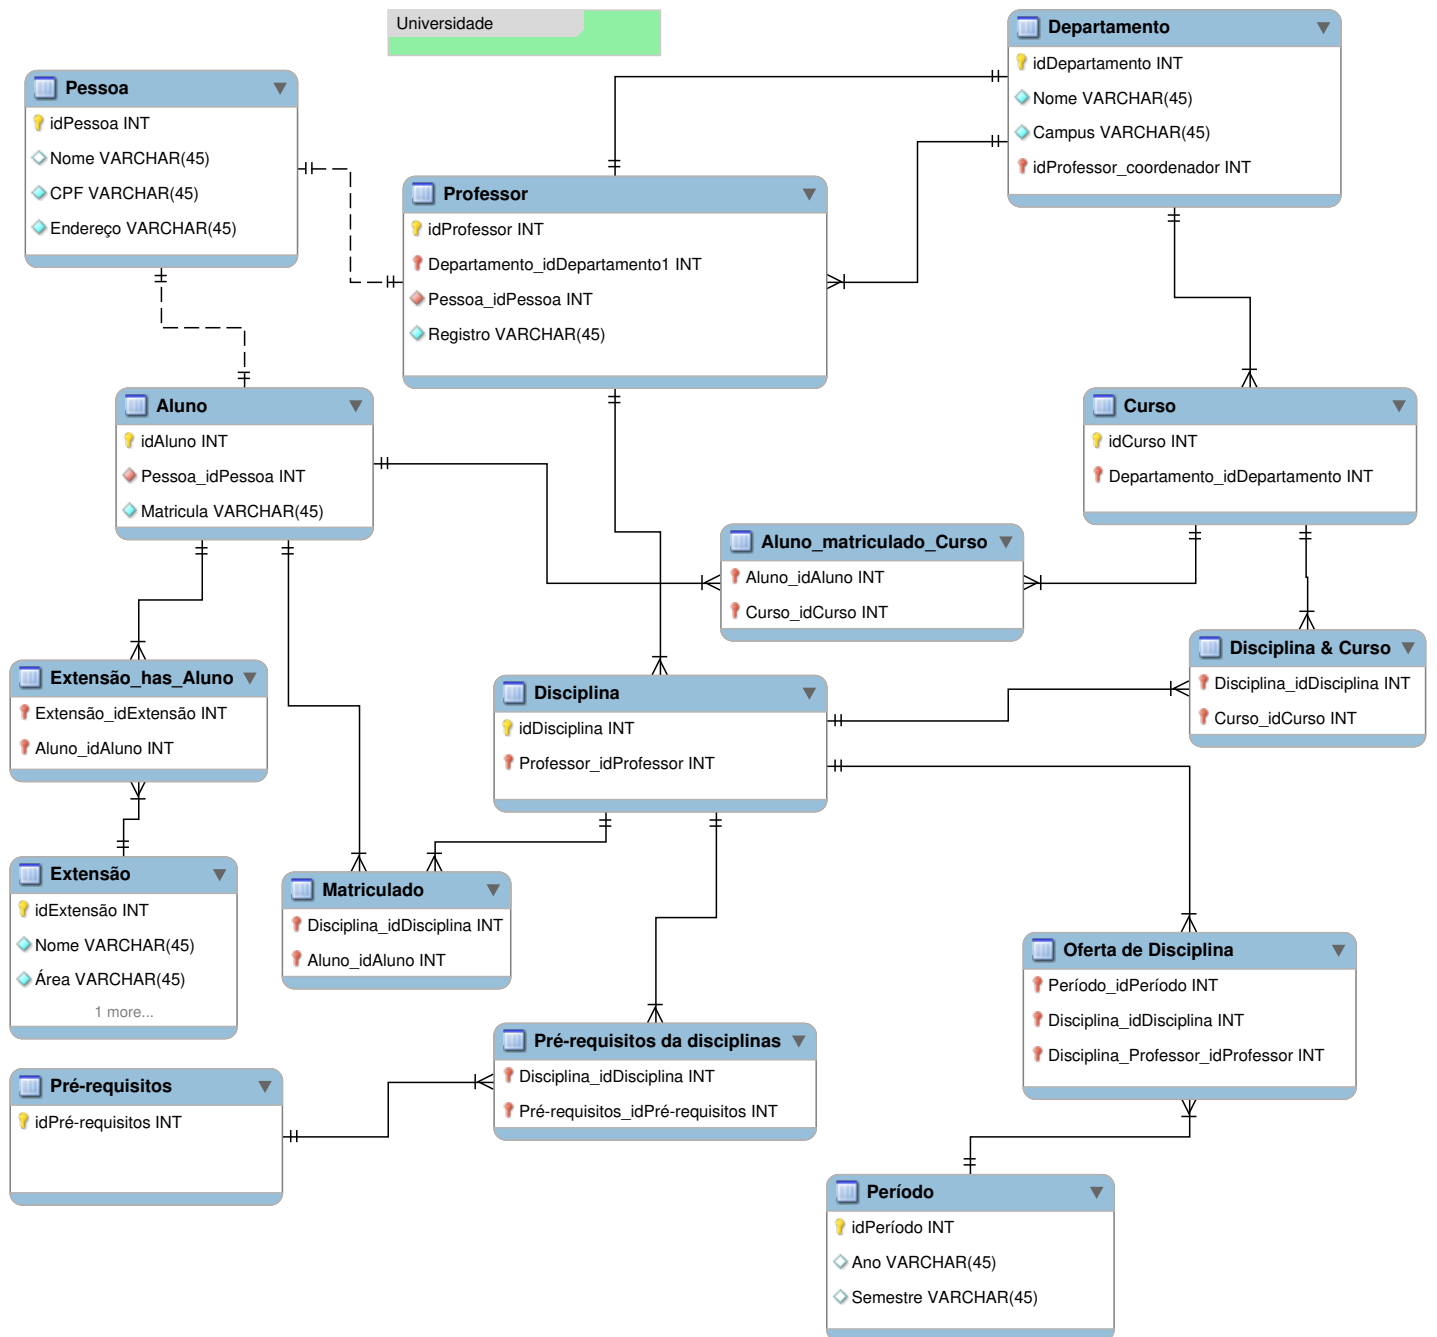 Universidade
Departamento
idDepartamento INT
Nome VARCHAR(45)
Campus VARCHAR(45)
idProfessor_coordenador INT
Pessoa
idPessoa INT
Nome VARCHAR(45)
CPF VARCHAR(45)
Endereço VARCHAR(45)
Professor
idProfessor INT
Departamento_idDepartamento1 INT
Pessoa_idPessoa INT
Registro VARCHAR(45)
Aluno
idAluno INT
Pessoa_idPessoa INT
Matricula VARCHAR(45)
Curso
idCurso INT
Departamento_idDepartamento INT
Aluno_matriculado_Curso
Aluno_idAluno INT
Curso_idCurso INT
Disciplina & Curso
Disciplina_idDisciplina INT
Curso_idCurso INT
Extensão_has_Aluno
Extensão_idExtensão INT
Aluno_idAluno INT
Disciplina
idDisciplina INT
Professor_idProfessor INT
Extensão
idExtensão INT
Nome VARCHAR(45)
Área VARCHAR(45)
1 more...
Matriculado
Disciplina_idDisciplina INT
Aluno_idAluno INT
Oferta de Disciplina
Período_idPeríodo INT
Disciplina_idDisciplina INT
Disciplina_Professor_idProfessor INT
Pré-requisitos da disciplinas
Disciplina_idDisciplina INT
Pré-requisitos_idPré-requisitos INT
Pré-requisitos
idPré-requisitos INT
Período
idPeríodo INT
Ano VARCHAR(45)
Semestre VARCHAR(45)